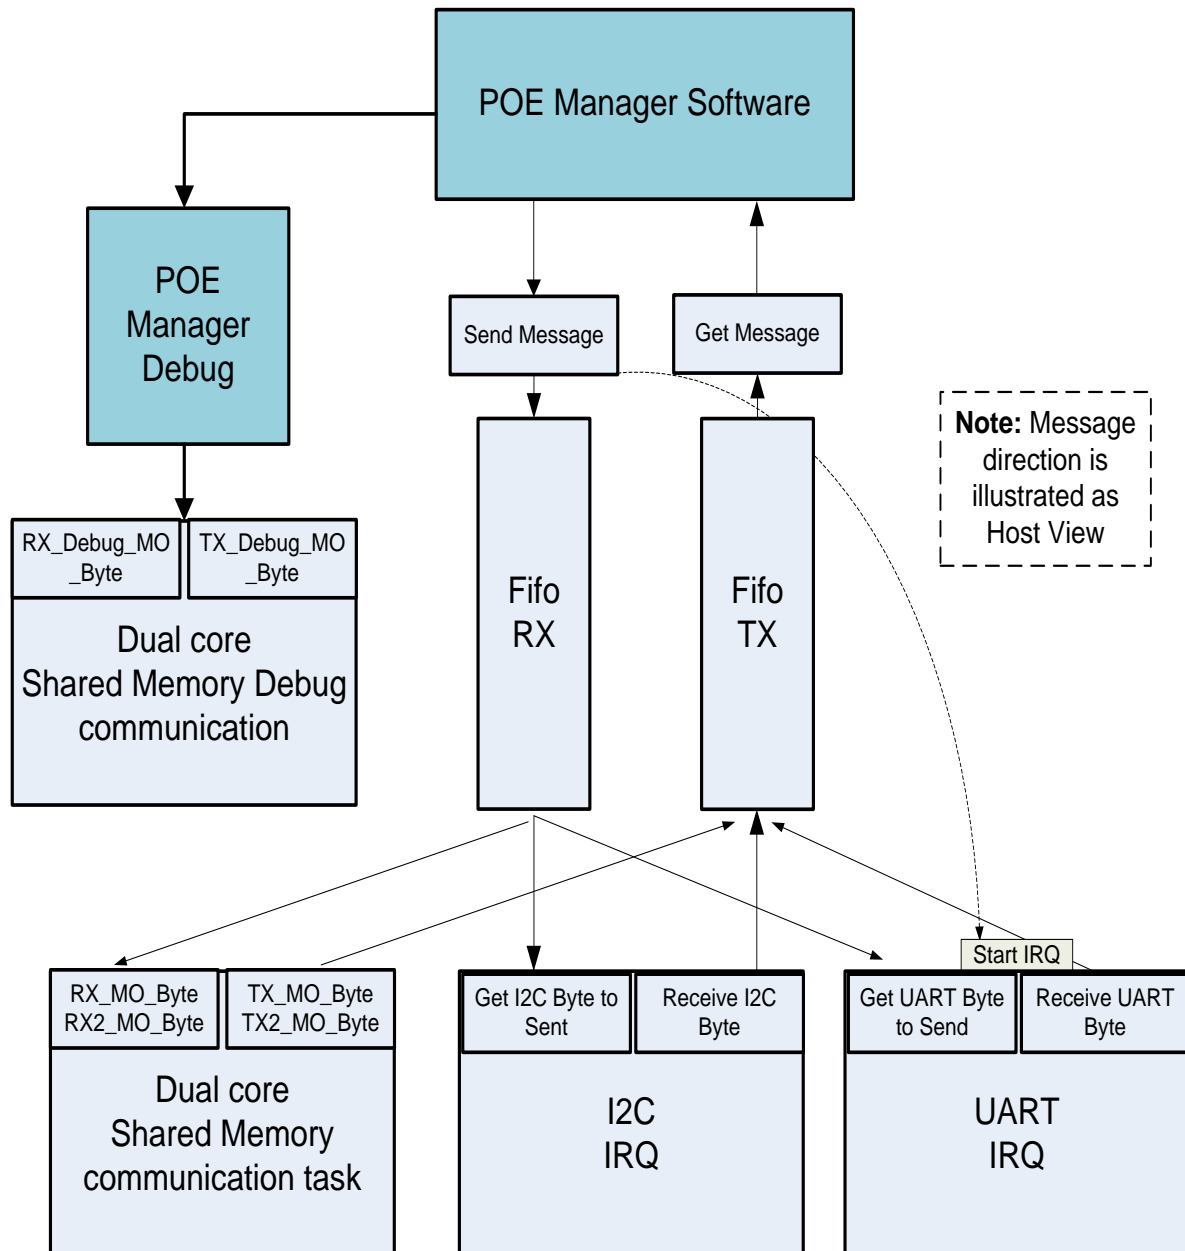 POE Manager Software
POE
Manager
Debug
Send Message
Get Message
Note: Message
direction is
illustrated as
Host View
RX_Debug_MO
_Byte
TX_Debug_MO
_Byte
Dual core
Shared Memory Debug
communication
Fifo
RX
Fifo
TX
Start IRQ
RX_MO_Byte
RX2_MO_Byte
TX_MO_Byte
TX2_MO_Byte
Dual core
Shared Memory
communication task
Get I2C Byte to
Sent
Receive I2C
Byte
I2C
IRQ
Get UART Byte
to Send
Receive UART
Byte
UART
IRQ